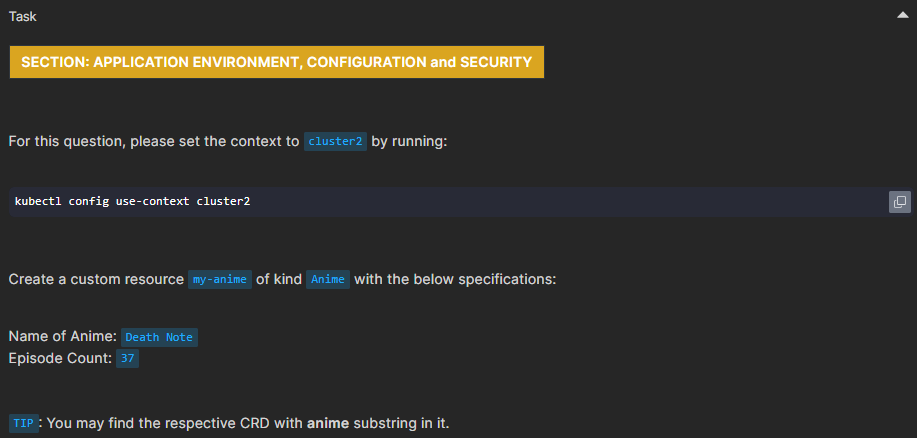 Task
SECTION: APPLICATION ENVIRONMENT, CONFIGURATION and SECURITY
For this question, please set the context to cluster2 by running:
kubectl config use-context cluster2
Create a custom resource my-anime of kind Anime with the below specifications:
Name of Anime: Death Note
Episode Count: 37
TIP: You may find the respective CRD with anime substring in it.